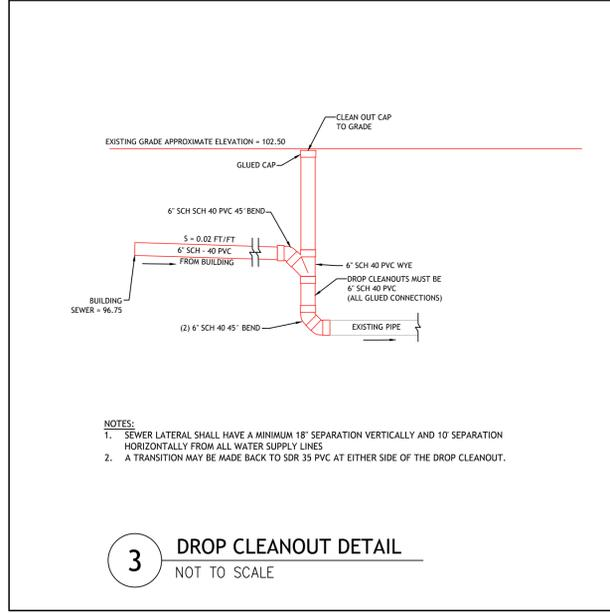 CLEAN OUT CAP
TO GRADE
EXISTING GRADE APPROXIMATE ELEVATION = 102.50
GLUED CAP
6" SCH SCH 40 PVC 45°BEND
S = 0.02 FT/FT
6" SCH - 40 PVC
FROM BUILDING
6" SCH 40 PVC WYE
DROP CLEANOUTS MUST BE
6" SCH 40 PVC
(ALL GLUED CONNECTIONS)
BUILDING
SEWER = 96.75
(2) 6" SCH 40 45° BEND
EXISTING PIPE
NOTES:
1. SEWER LATERAL SHALL HAVE A MINIMUM 18" SEPARATION VERTICALLY AND 10' SEPARATION
HORIZONTALLY FROM ALL WATER SUPPLY LINES
2. A TRANSITION MAY BE MADE BACK TO SDR 35 PVC AT EITHER SIDE OF THE DROP CLEANOUT.
3
DROP CLEANOUT DETAIL
NOT TO SCALE